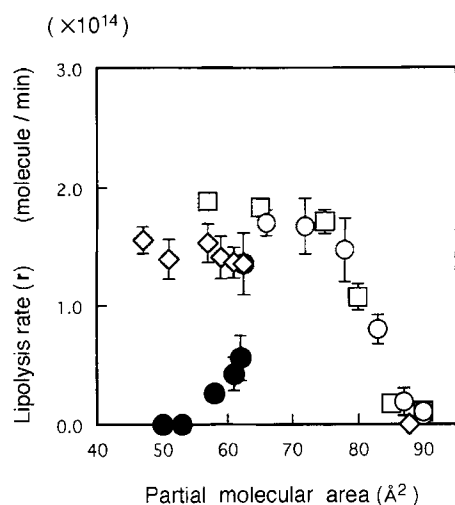 (×10¹⁴)
3.0
2.0
1.0
0.0
40 50 60 70 80 90
Lipolysis rate (r) (molecule / min)
Partial molecular area (Å²)